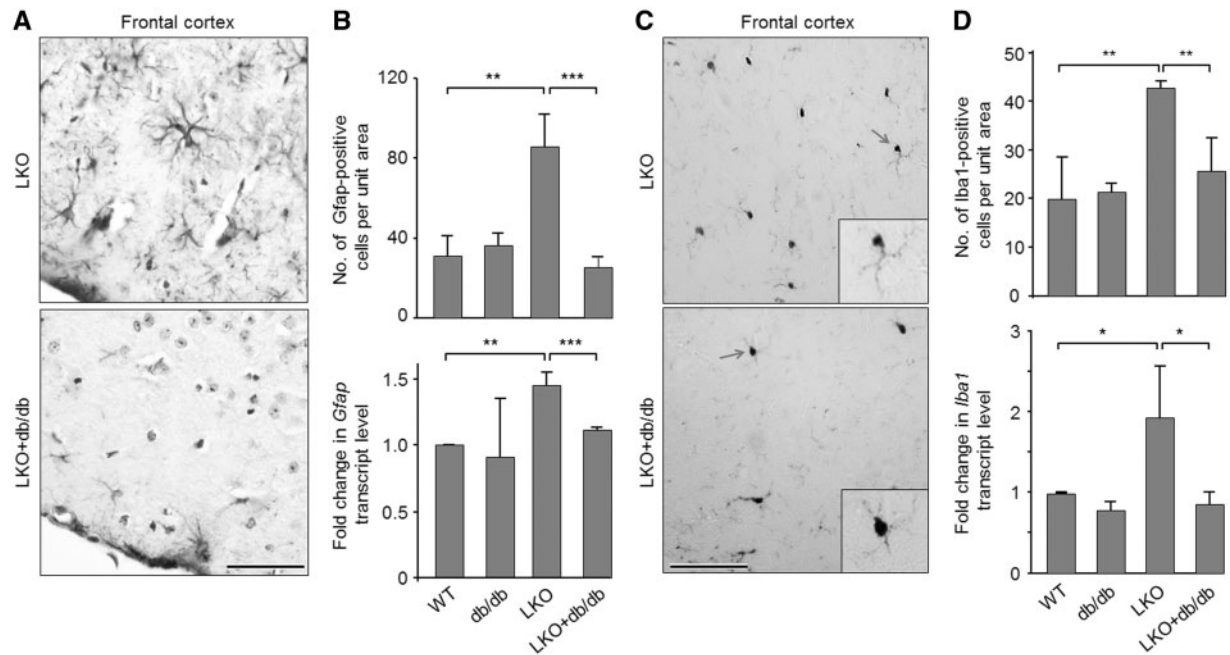 A
Frontal cortex
LKO
LKO+db/db
B
No. of Gfap-positive
cells per unit area
120
80
40
0
**
***
Fold change in Gfap
transcript level
1.5
1.0
0.5
0
**
***
WT
db/db
LKO
LKO+db/db
C
Frontal cortex
LKO
LKO+db/db
D
No. of Iba1-positive
cells per unit area
50
40
30
20
10
0
**
**
Fold change in Iba1
transcript level
3
2
1
0
*
*
WT
db/db
LKO
LKO+db/db